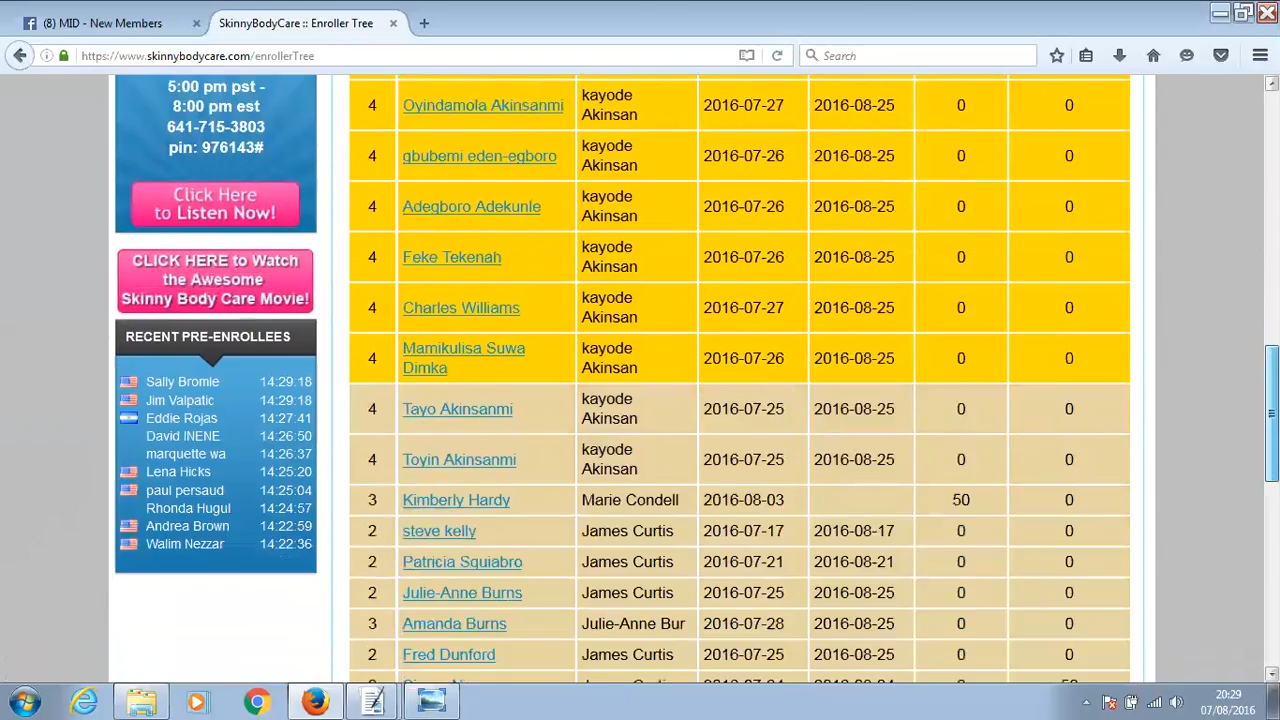 (8) MID - New Members
SkinnyBodyCare :: Enroller Tree
https://www.skinnybodycare.com/enrollerTree
Search
5:00 pm pst -
8:00 pm est
641-715-3803
pin: 976143#
Click Here
to Listen Now!
CLICK HERE to Watch
the Awesome
Skinny Body Care Movie!
RECENT PRE-ENROLLEES
Sally Bromle 14:29:18
Jim Valpatic 14:29:18
Eddie Rojas 14:27:41
David INENE 14:26:50
marquette wa 14:26:37
Lena Hicks 14:25:20
paul persaud 14:25:04
Rhonda Hugul 14:24:57
Andrea Brown 14:22:59
Walim Nezzar 14:22:36
4 Oyindamola Akinsanmi kayode Akinsan 2016-07-27 2016-08-25 0 0
4 gbubemi eden-egboro kayode Akinsan 2016-07-26 2016-08-25 0 0
4 Adegboro Adekunle kayode Akinsan 2016-07-26 2016-08-25 0 0
4 Feke Tekenah kayode Akinsan 2016-07-26 2016-08-25 0 0
4 Charles Williams kayode Akinsan 2016-07-27 2016-08-25 0 0
4 Mamikulisa Suwa Dimka kayode Akinsan 2016-07-26 2016-08-25 0 0
4 Tayo Akinsanmi kayode Akinsan 2016-07-25 2016-08-25 0 0
4 Toyin Akinsanmi kayode Akinsan 2016-07-25 2016-08-25 0 0
3 Kimberly Hardy Marie Condell 2016-08-03 50 0
2 steve kelly James Curtis 2016-07-17 2016-08-17 0 0
2 Patricia Squiabro James Curtis 2016-07-21 2016-08-21 0 0
2 Julie-Anne Burns James Curtis 2016-07-25 2016-08-25 0 0
3 Amanda Burns Julie-Anne Bur 2016-07-28 2016-08-25 0 0
2 Fred Dunford James Curtis 2016-07-25 2016-08-25 0 0
20:29
07/08/2016